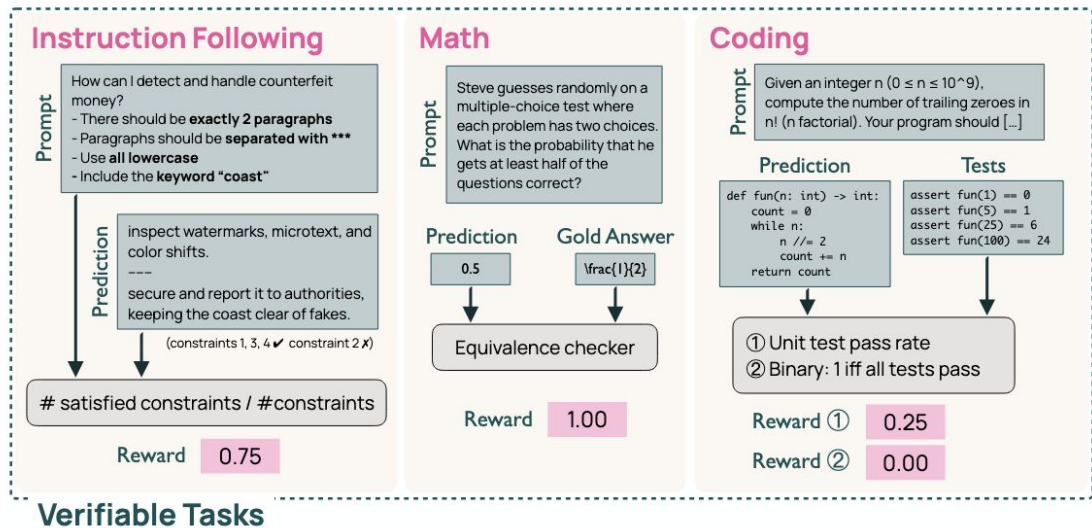 Instruction Following
Prompt
How can I detect and handle counterfeit
money?
- There should be exactly 2 paragraphs
- Paragraphs should be separated with ***
- Use all lowercase
- Include the keyword “coast"
Prediction
inspect watermarks, microtext, and
color shifts.
---
secure and report it to authorities,
keeping the coast clear of fakes.
(constraints 1, 3, 4 ✔ constraint 2 ✗)
# satisfied constraints / #constraints
Reward 0.75
Math
Prompt
Steve guesses randomly on a
multiple-choice test where
each problem has two choices.
What is the probability that he
gets at least half of the
questions correct?
Prediction
0.5
Gold Answer
\frac{1}{2}
Equivalence checker
Reward 1.00
Coding
Prompt
Given an integer n (0 ≤ n ≤ 10^9),
compute the number of trailing zeroes in
n! (n factorial). Your program should [...]
Prediction
def fun(n: int) -> int:
    count = 0
    while n:
        n //= 2
        count += n
    return count
Tests
assert fun(1) == 0
assert fun(5) == 1
assert fun(25) == 6
assert fun(100) == 24
① Unit test pass rate
② Binary: 1 iff all tests pass
Reward ① 0.25
Reward ② 0.00
Verifiable Tasks